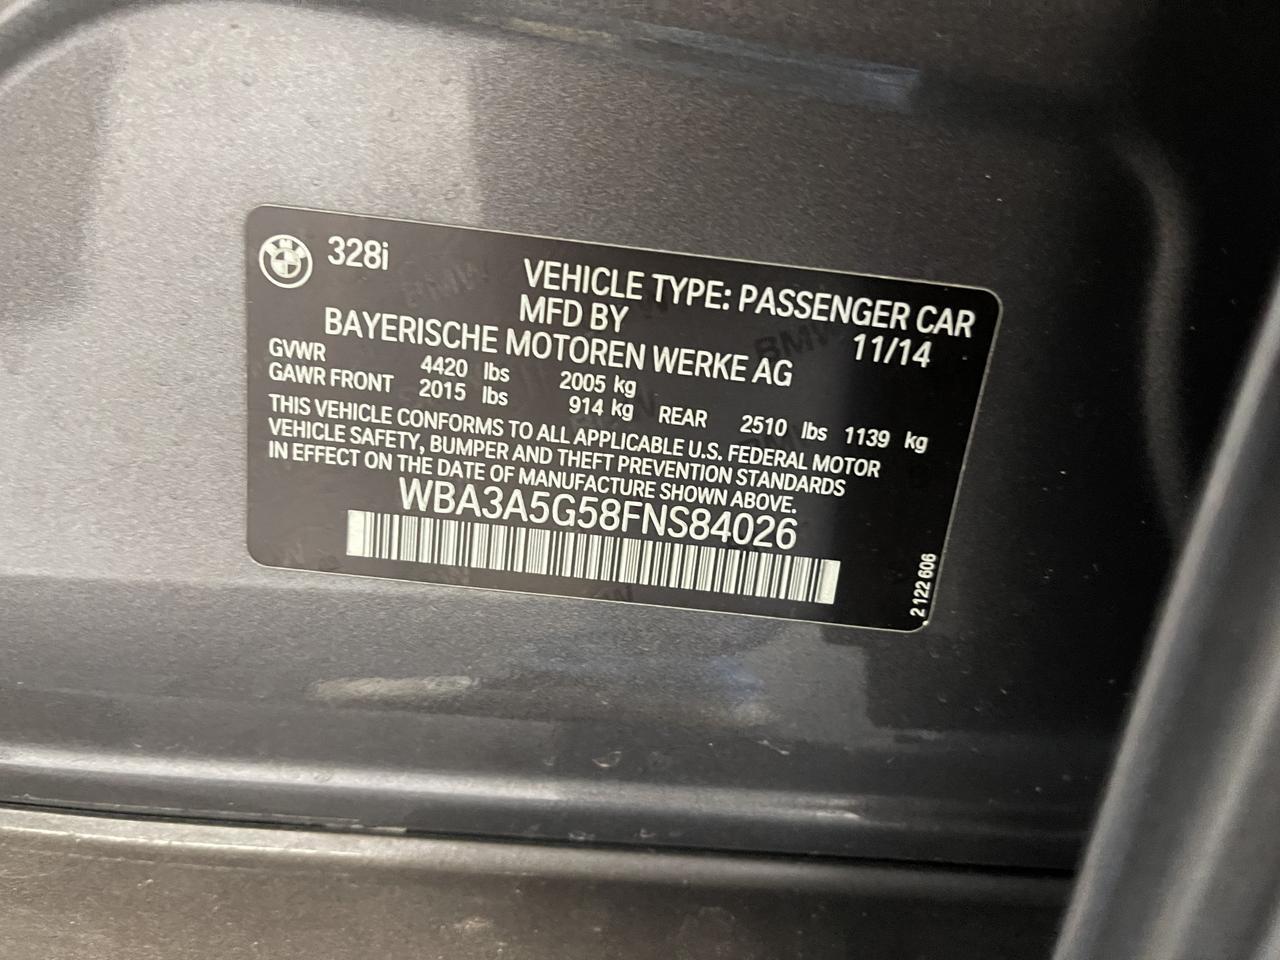 BMW 328i
VEHICLE TYPE: PASSENGER CAR
MFD BY
BAYERISCHE MOTOREN WERKE AG 11/14
GVWR 4420 lbs 2005 kg
GAWR FRONT 2015 lbs 914 kg REAR 2510 lbs 1139 kg
THIS VEHICLE CONFORMS TO ALL APPLICABLE U.S. FEDERAL MOTOR
VEHICLE SAFETY, BUMPER AND THEFT PREVENTION STANDARDS
IN EFFECT ON THE DATE OF MANUFACTURE SHOWN ABOVE.
WBA3A5G58FNS84026
2 122 606